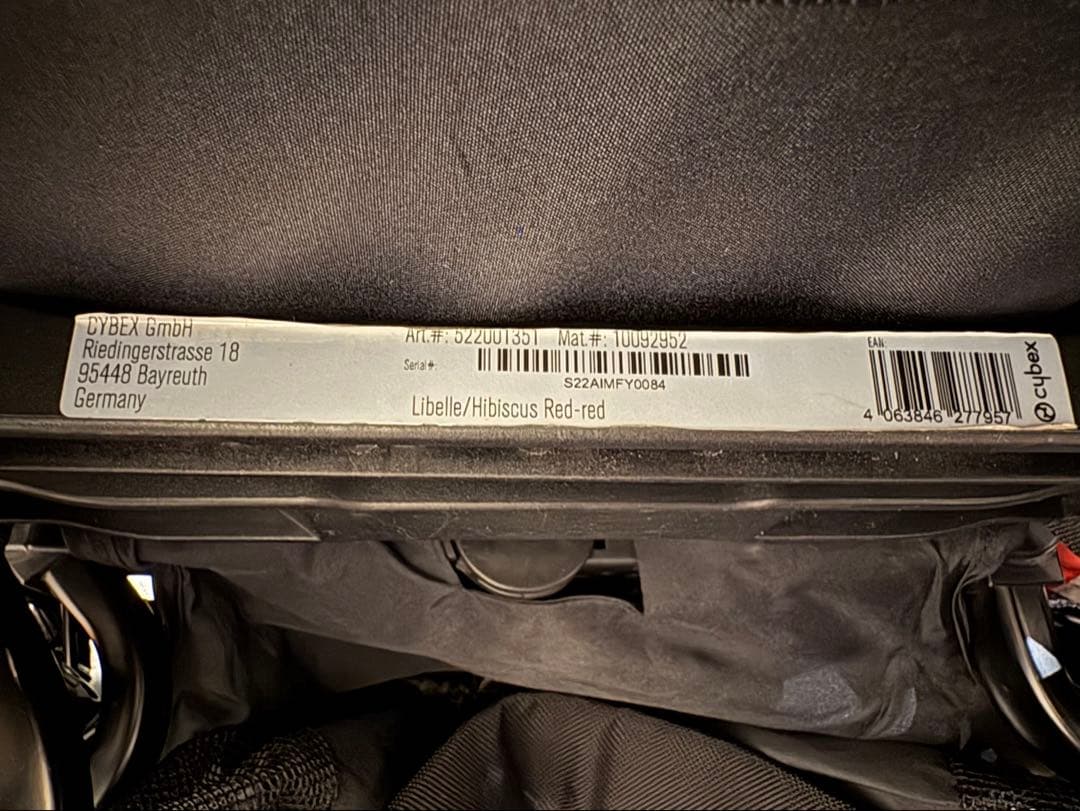 CYBEX GmbH
Riedingerstrasse 18
95448 Bayreuth
Germany
Art.#: 522001351 Mat.#: 10092952
Serial#:
S22AIMFY0084
Libelle/Hibiscus Red-red
EAN:
4 063846 277957
cybex